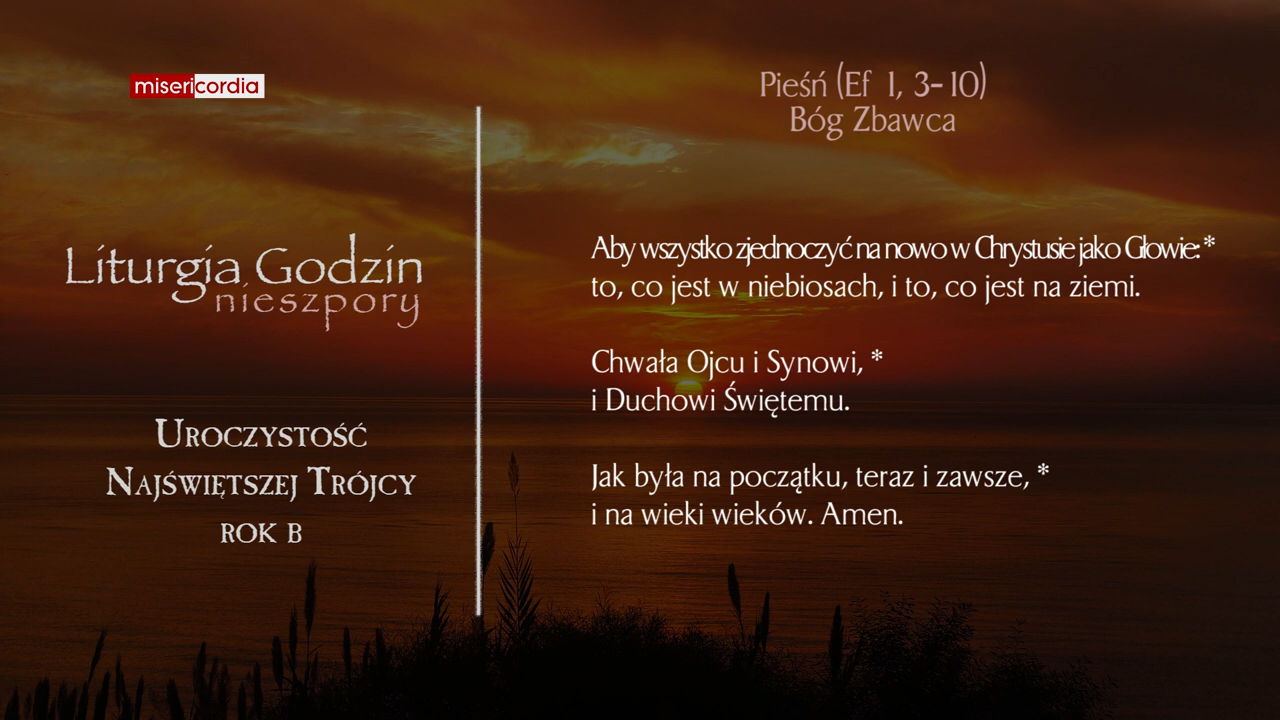 misericordia
Liturgia Godzin
nieszpory
Uroczystość
Najświętszej Trójcy
rok B
Pieśń (Ef 1, 3-10)
Bóg Zbawca
Aby wszystko zjednoczyć na nowo w Chrystusie jako Głowie: *
to, co jest w niebiosach, i to, co jest na ziemi.
Chwała Ojcu i Synowi, *
i Duchowi Świętemu.
Jak była na początku, teraz i zawsze, *
i na wieki wieków. Amen.